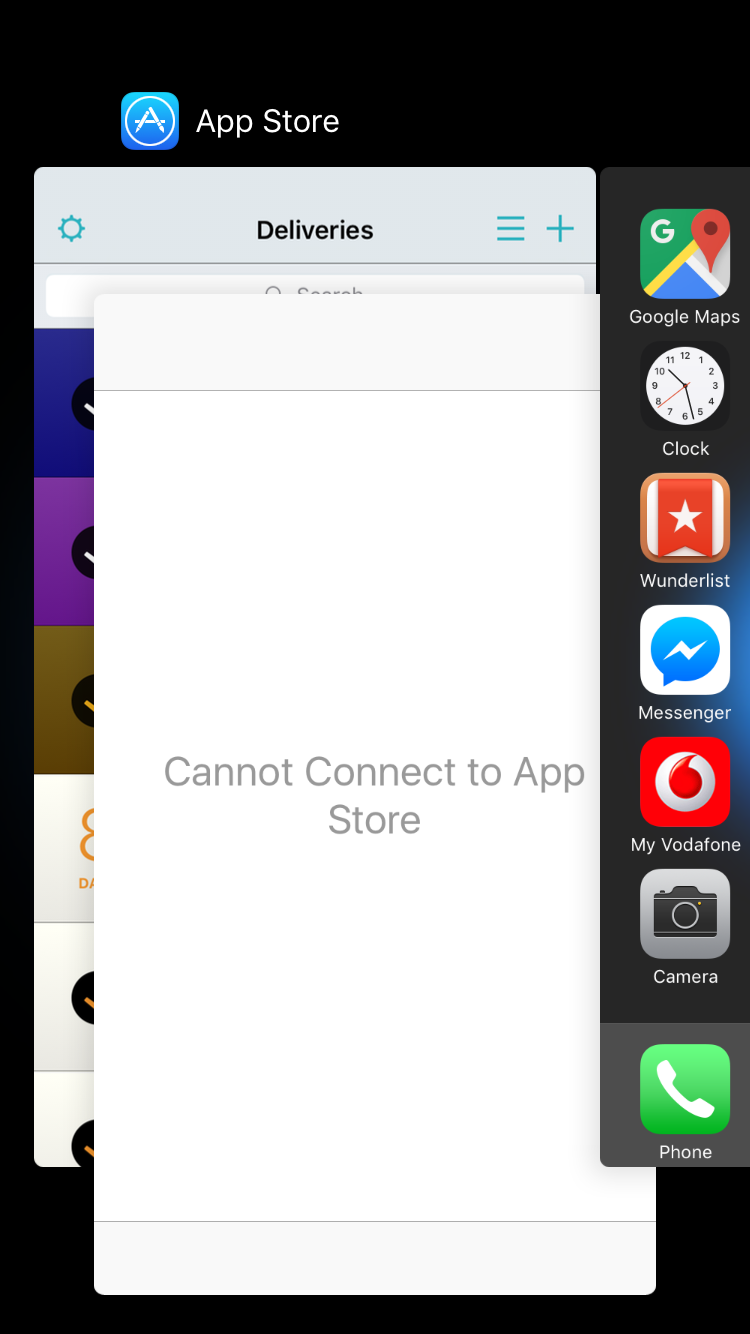 App Store
Deliveries
Search
Cannot Connect to App
Store
DA
Google Maps
Clock
Wunderlist
Messenger
My Vodafone
Camera
Phone
G
12
1
2
3
4
5
6
7
8
9
10
11